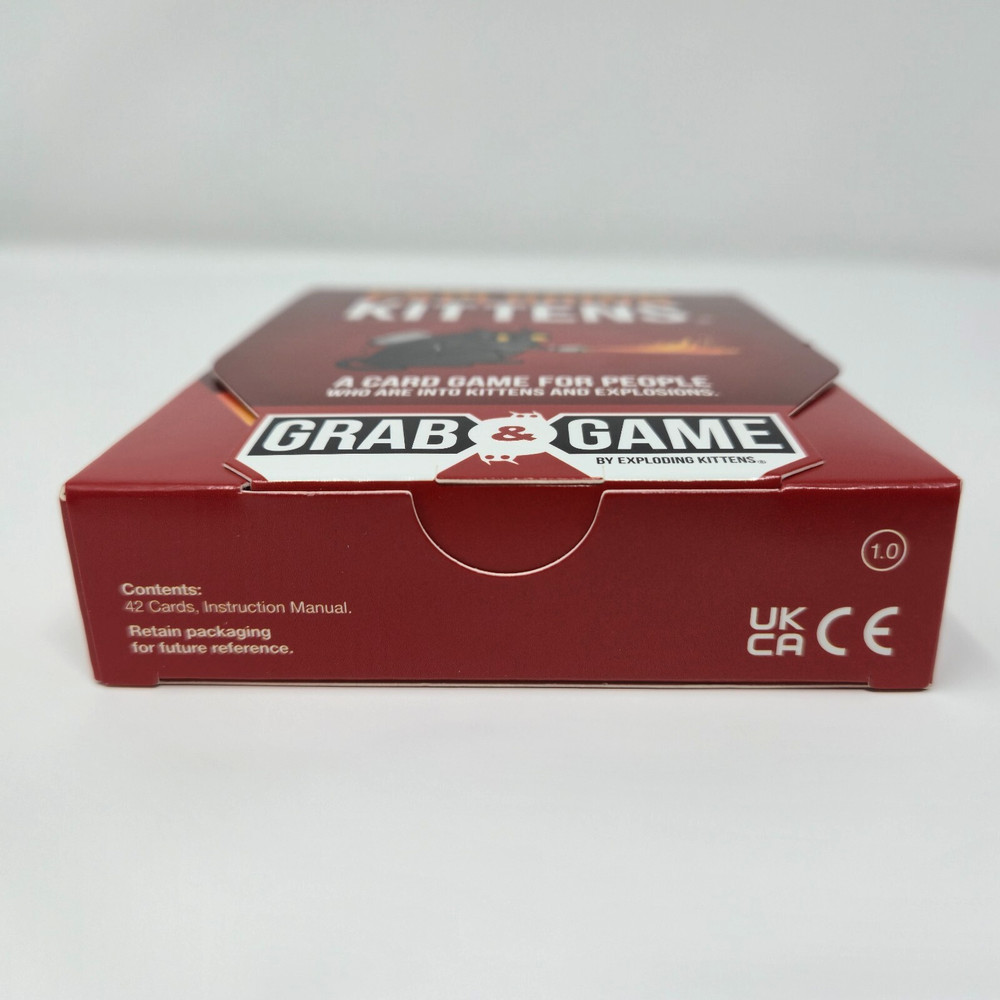 KITTENS
A CARD GAME FOR PEOPLE
WHO ARE INTO KITTENS AND EXPLOSIONS.
GRAB & GAME
BY EXPLODING KITTENS®
1.0
Contents:
42 Cards, Instruction Manual.
Retain packaging
for future reference.
UK
CA CE